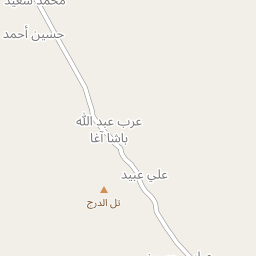 محمد سعيد
حسين أحمد
عرب عبد الله
باشا آغا
علي عبيد
تل الدرج